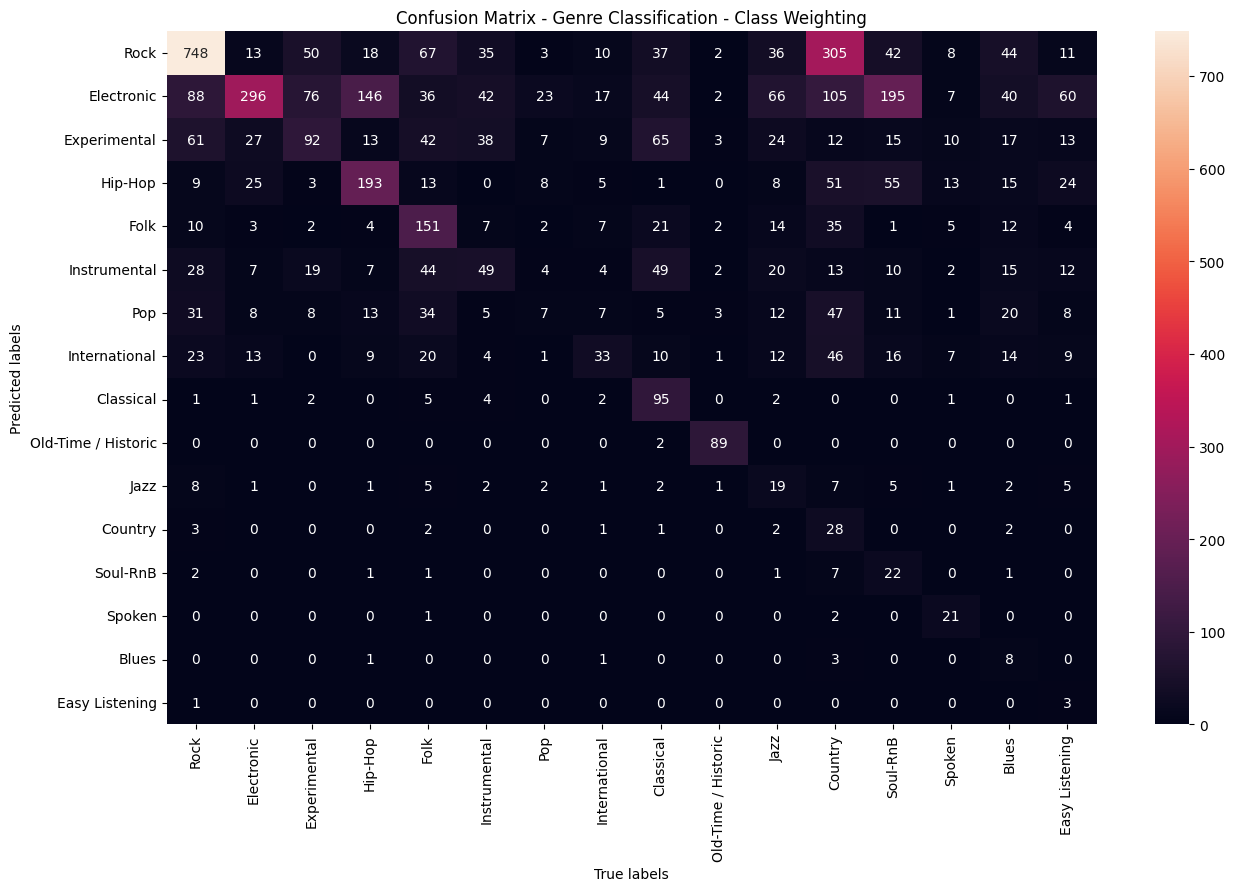 Confusion Matrix - Genre Classification - Class Weighting
Predicted labels
Rock 748 13 50 18 67 35 3 10 37 2 36 305 42 8 44 11
Electronic 88 296 76 146 36 42 23 17 44 2 66 105 195 7 40 60
Experimental 61 27 92 13 42 38 7 9 65 3 24 12 15 10 17 13
Hip-Hop 9 25 3 193 13 0 8 5 1 0 8 51 55 13 15 24
Folk 10 3 2 4 151 7 2 7 21 2 14 35 1 5 12 4
Instrumental 28 7 19 7 44 49 4 4 49 2 20 13 10 2 15 12
Pop 31 8 8 13 34 5 7 7 5 3 12 47 11 1 20 8
International 23 13 0 9 20 4 1 33 10 1 12 46 16 7 14 9
Classical 1 1 2 0 5 4 0 2 95 0 2 0 0 1 0 1
Old-Time / Historic 0 0 0 0 0 0 0 0 2 89 0 0 0 0 0 0
Jazz 8 1 0 1 5 2 2 1 2 1 19 7 5 1 2 5
Country 3 0 0 0 2 0 0 1 1 0 2 28 0 0 2 0
Soul-RnB 2 0 0 1 1 0 0 0 0 0 1 7 22 0 1 0
Spoken 0 0 0 0 1 0 0 0 0 0 0 2 0 21 0 0
Blues 0 0 0 1 0 0 0 1 0 0 0 3 0 0 8 0
Easy Listening 1 0 0 0 0 0 0 0 0 0 0 0 0 0 0 3
Rock Electronic Experimental Hip-Hop Folk Instrumental Pop International Classical Old-Time / Historic Jazz Country Soul-RnB Spoken Blues Easy Listening
True labels
700
600
500
400
300
200
100
0